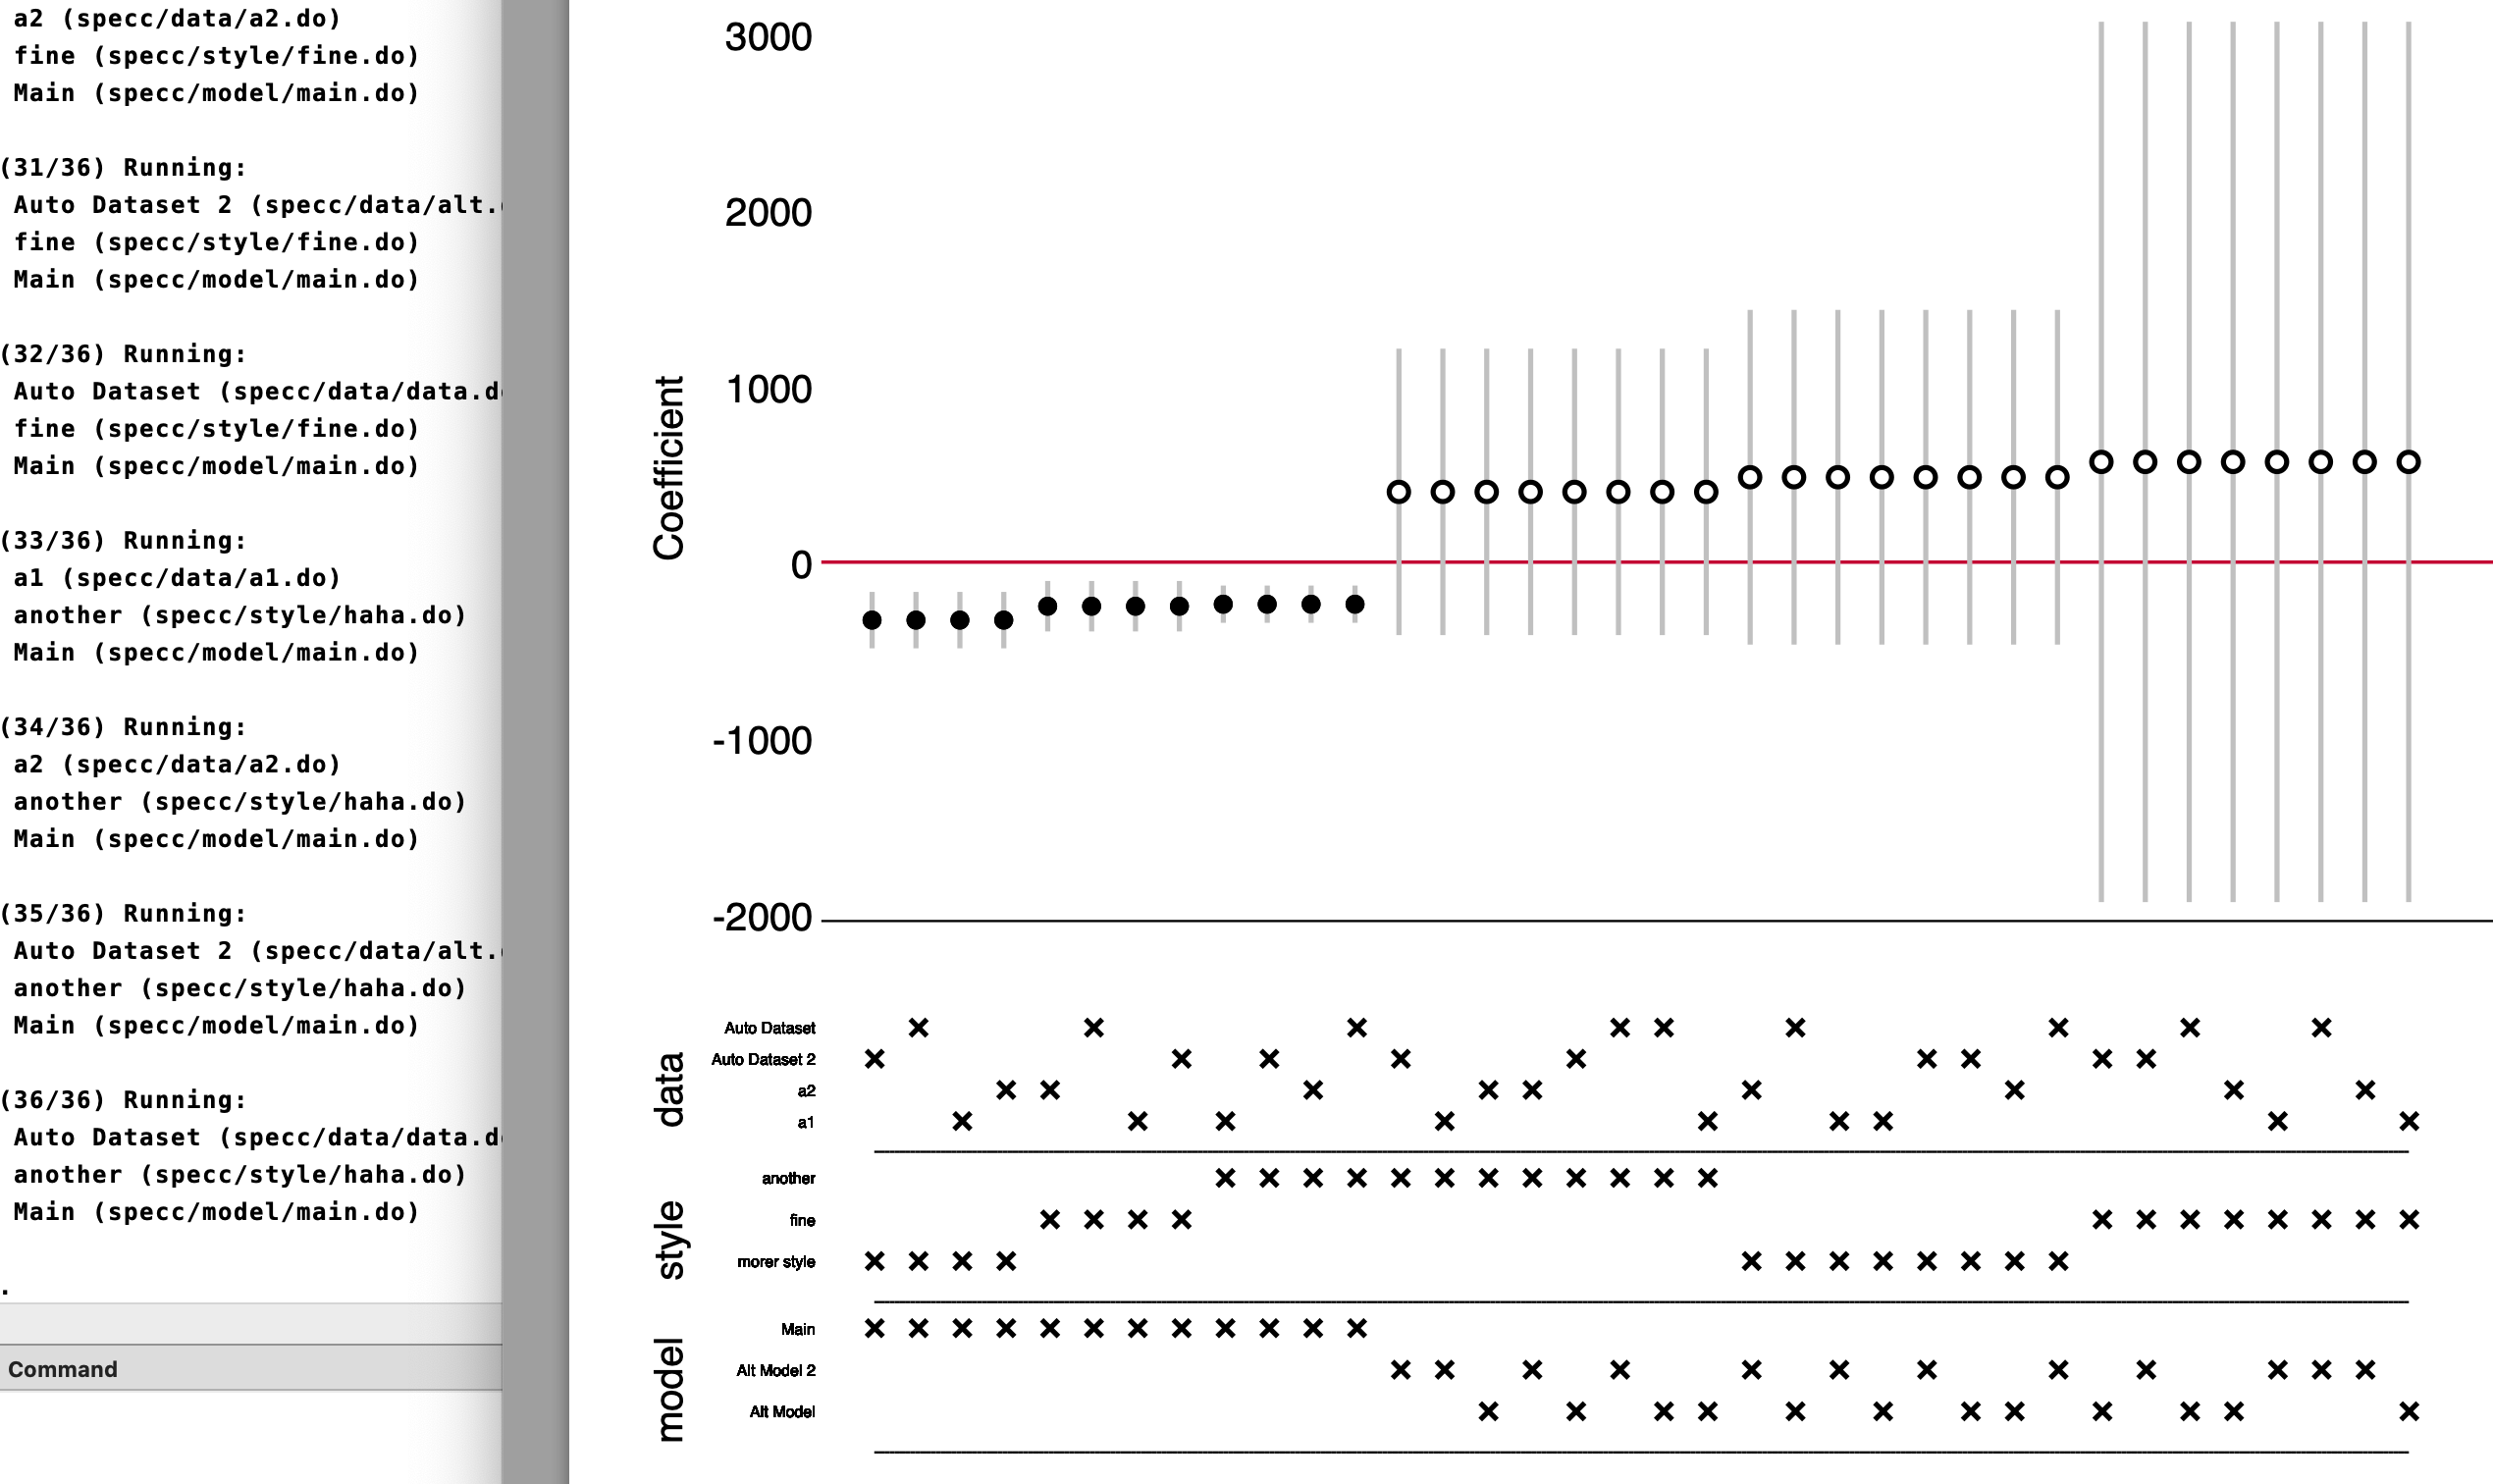 a2 (specc/data/a2.do)
fine (specc/style/fine.do)
Main (specc/model/main.do)
(31/36) Running:
Auto Dataset 2 (specc/data/alt.
fine (specc/style/fine.do)
Main (specc/model/main.do)
(32/36) Running:
Auto Dataset (specc/data/data.d
fine (specc/style/fine.do)
Main (specc/model/main.do)
(33/36) Running:
a1 (specc/data/a1.do)
another (specc/style/haha.do)
Main (specc/model/main.do)
(34/36) Running:
a2 (specc/data/a2.do)
another (specc/style/haha.do)
Main (specc/model/main.do)
(35/36) Running:
Auto Dataset 2 (specc/data/alt.
another (specc/style/haha.do)
Main (specc/model/main.do)
(36/36) Running:
Auto Dataset (specc/data/data.d
another (specc/style/haha.do)
Main (specc/model/main.do)
.
Command
Coefficient
3000
2000
1000
0
-1000
-2000
data
Auto Dataset
Auto Dataset 2
a2
a1
style
another
fine
morer style
model
Main
Alt Model 2
Alt Model